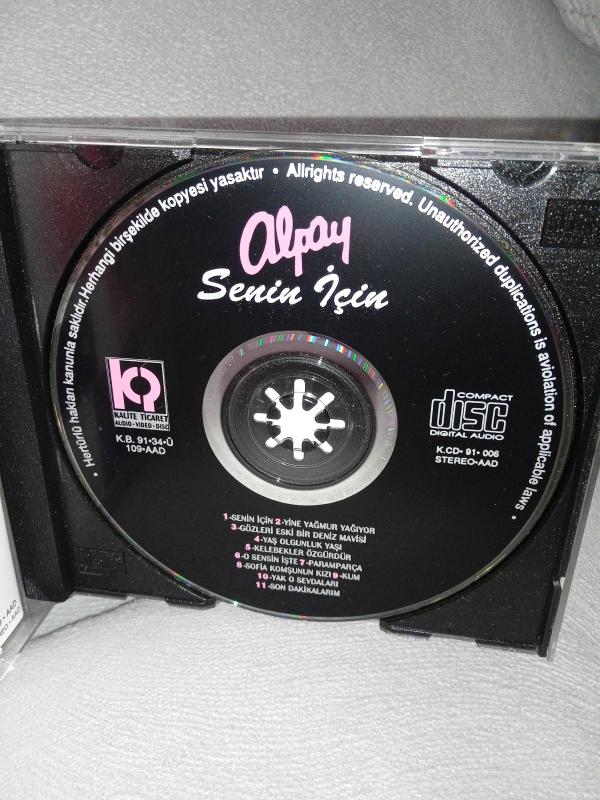 • Hertürlü hakları kanunla saklıdır.Herhangi birşekilde kopyesi yasaktır • Allrights reserved. Unauthorized duplications is aviolation of applicable laws •
Alpay
Senin İçin
KALİTE TİCARET
AUDIO-VIDEO-DISC
K.B. 91•34•Ü
109•AAD
COMPACT
disc
DIGITAL AUDIO
K.CD- 91- 006
STEREO-AAD
1-SENİN İÇİN 2-YİNE YAĞMUR YAĞIYOR
3-GÖZLERİ ESKİ BİR DENİZ MAVİSİ
4-YAŞ OLGUNLUK YAŞI
5-KELEBEKLER ÖZGÜRDÜR
6-O SENSİN İŞTE 7-PARAMPARÇA
8-SOFİA KOMŞUNUN KIZI 9-KUM
10-YAK O SEVDALARI
11-SON DAKİKALARIM